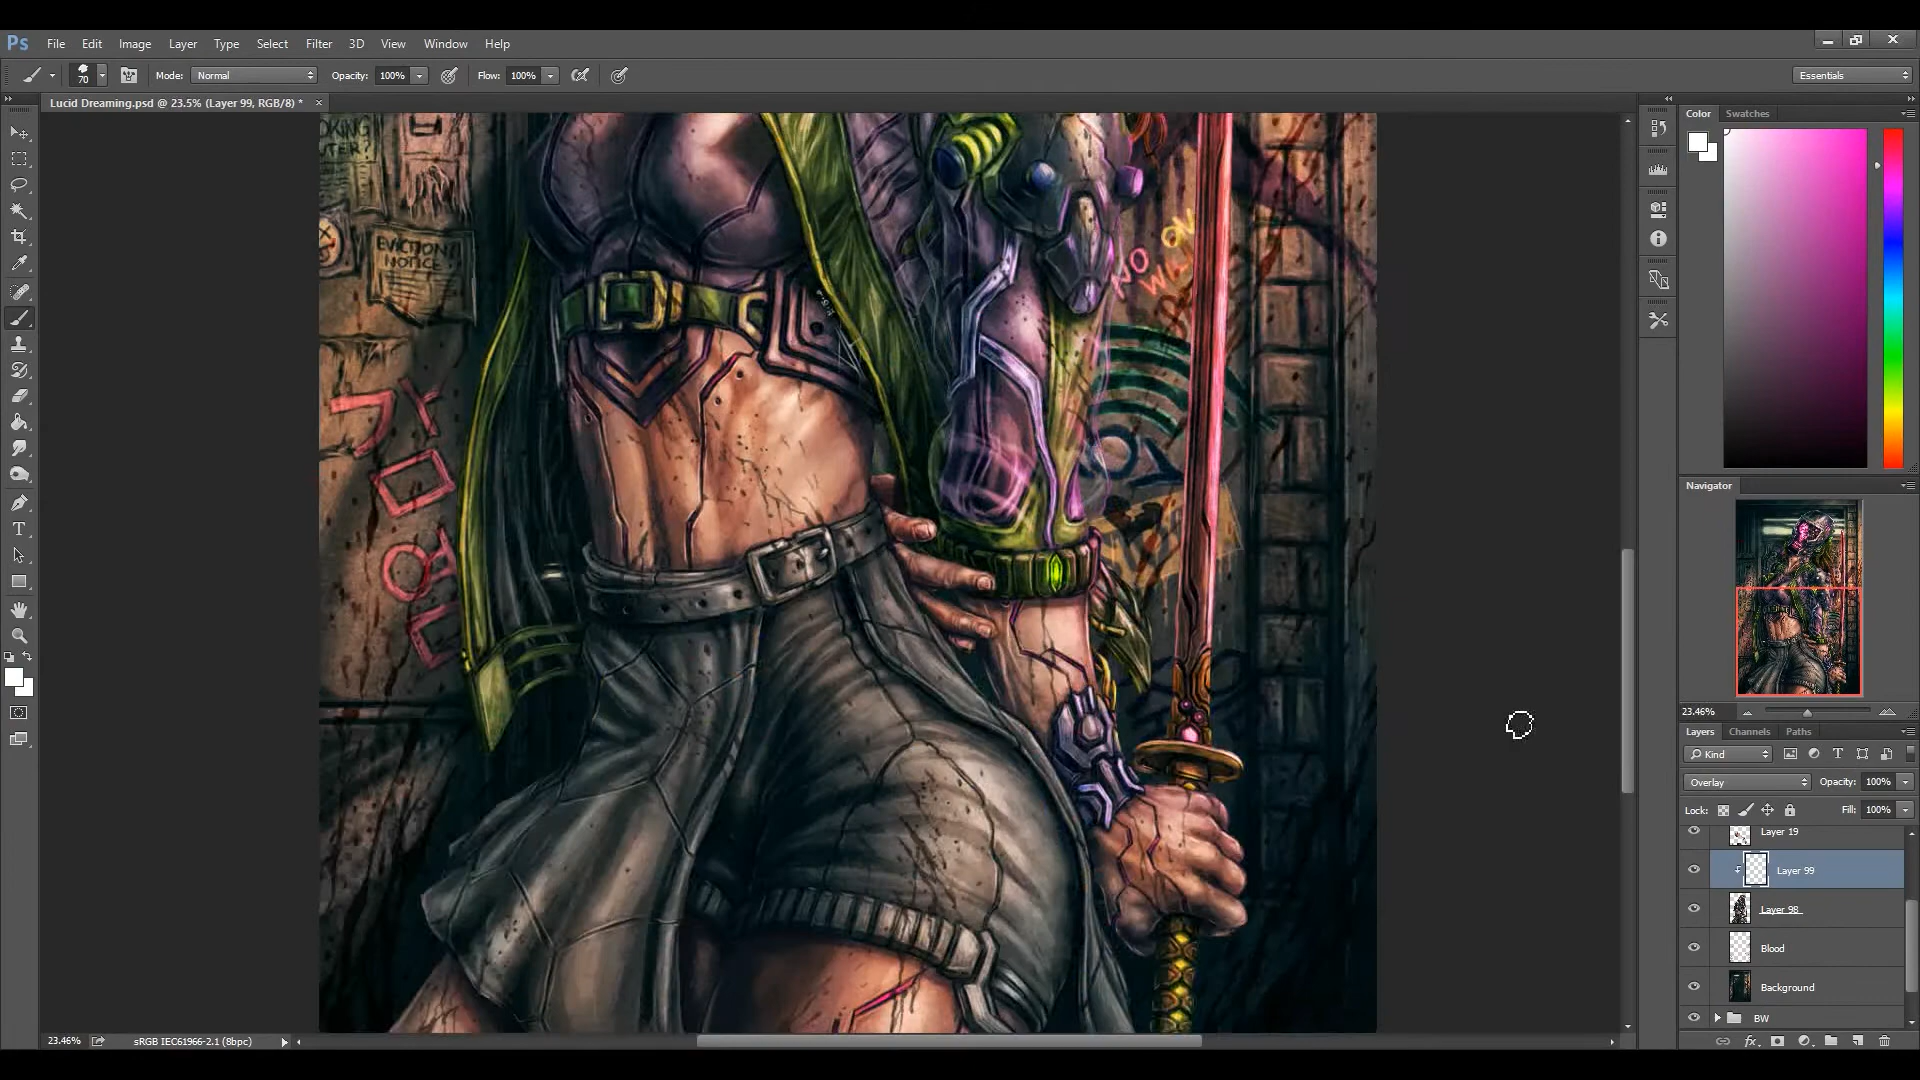 Ps File Edit Image Layer Type Select Filter 3D View Window Help
70 Mode: Normal Opacity: 100% Flow: 100% Essentials
Lucid Dreaming.psd @ 23.5% (Layer 99, RGB/8) * ×
Color Swatches
EVICTION
NOTICE
NO
Navigator
23.46%
Layers Channels Paths
Kind
Overlay Opacity: 100%
Lock: Fill: 100%
Layer 19
Layer 99
Layer 98
Blood
Background
BW
23.46% sRGB IEC61966-2.1 (8bpc)